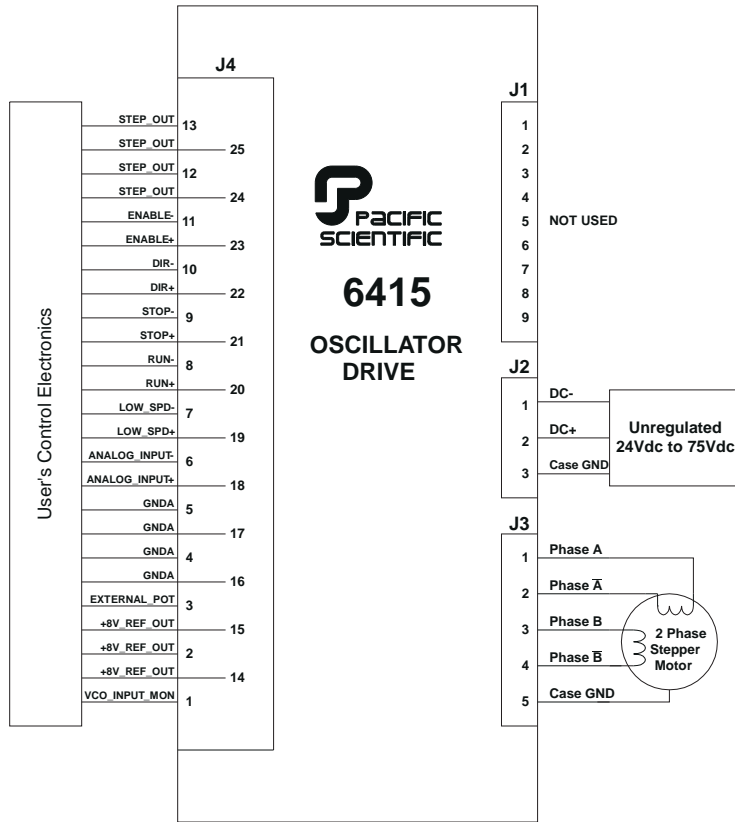 J4
User's Control Electronics
STEP_OUT 13
STEP_OUT 25
STEP_OUT 12
STEP_OUT 24
ENABLE- 11
ENABLE+ 23
DIR- 10
DIR+ 22
STOP- 9
STOP+ 21
RUN- 8
RUN+ 20
LOW_SPD- 7
LOW_SPD+ 19
ANALOG_INPUT- 6
ANALOG_INPUT+ 18
GNDA 5
GNDA 17
GNDA 4
GNDA 16
EXTERNAL_POT 3
+8V_REF_OUT 15
+8V_REF_OUT 2
+8V_REF_OUT 14
VCO_INPUT_MON 1
PACIFIC
SCIENTIFIC
6415
OSCILLATOR
DRIVE
J1
1
2
3
4
5 NOT USED
6
7
8
9
J2
1 DC-
2 DC+
3 Case GND
Unregulated
24Vdc to 75Vdc
J3
1 Phase A
2 Phase A̅
3 Phase B
4 Phase B̅
5 Case GND
2 Phase
Stepper
Motor